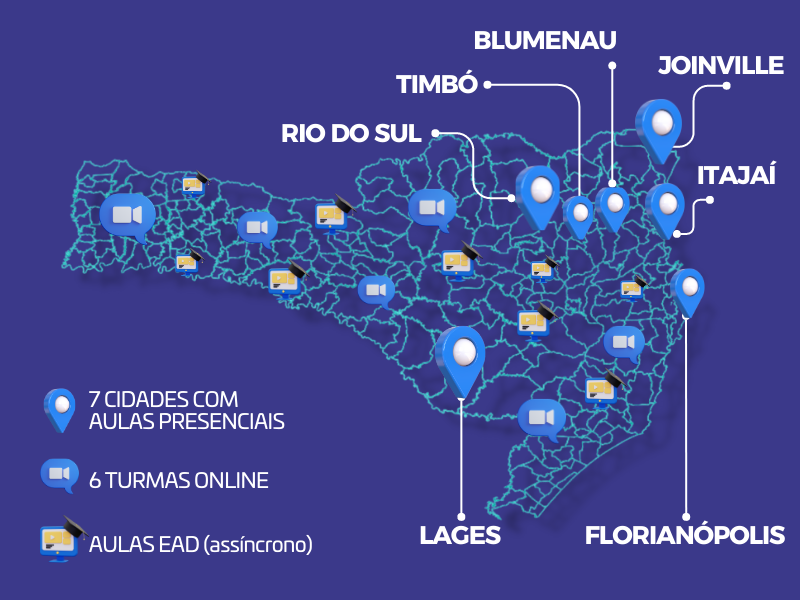 BLUMENAU
JOINVILLE
TIMBÓ
RIO DO SUL
ITAJAÍ
7 CIDADES COM
AULAS PRESENCIAIS
6 TURMAS ONLINE
AULAS EAD (assíncrono)
LAGES
FLORIANÓPOLIS